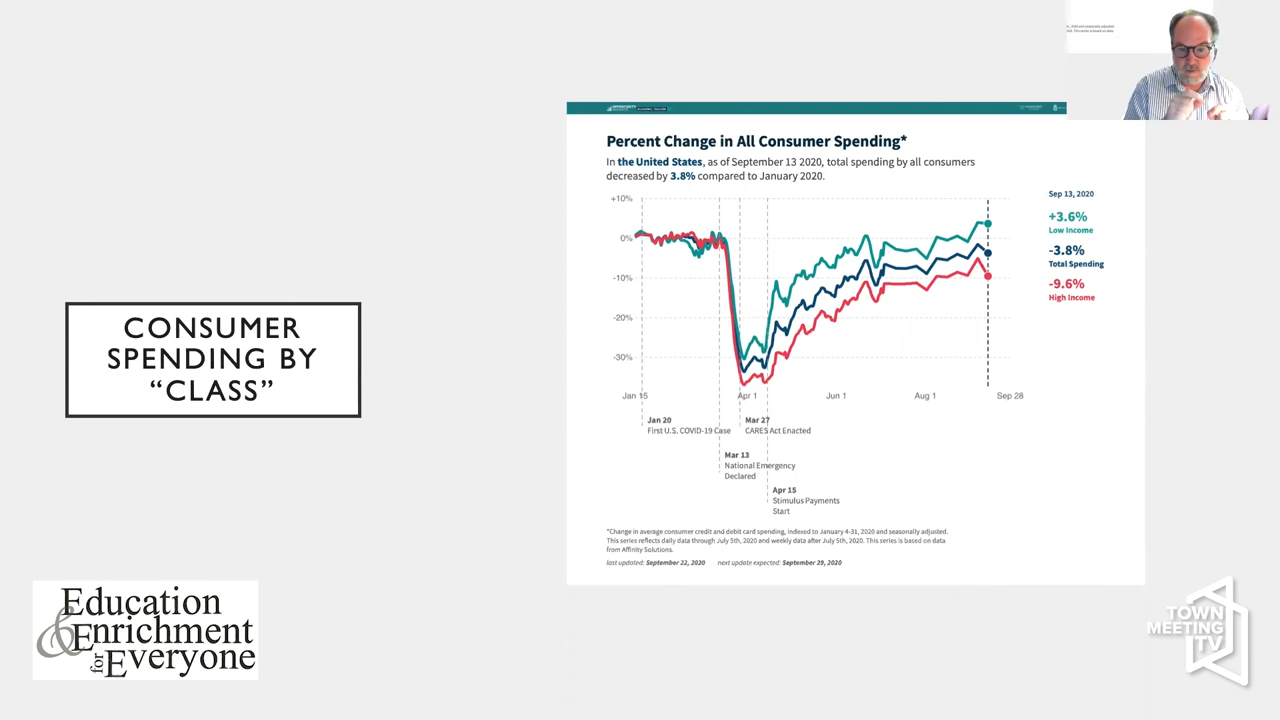 CONSUMER
SPENDING BY
“CLASS”
Percent Change in All Consumer Spending*
In the United States, as of September 13 2020, total spending by all consumers
decreased by 3.8% compared to January 2020.
+10%
0%
-10%
-20%
-30%
Jan 15
Apr 1
Jun 1
Aug 1
Sep 28
Sep 13, 2020
+3.6%
Low Income
-3.8%
Total Spending
-9.6%
High Income
Jan 20
First U.S. COVID-19 Case
Mar 27
CARES Act Enacted
Mar 13
National Emergency
Declared
Apr 15
Stimulus Payments
Start
*Change in average consumer credit and debit card spending, indexed to January 4-31, 2020 and seasonally adjusted.
This series reflects daily data through July 5th, 2020 and weekly data after July 5th, 2020. This series is based on data
from Affinity Solutions.
last updated: September 22, 2020 next update expected: September 29, 2020
Education
& Enrichment
for Everyone
TOWN
MEETING
TV